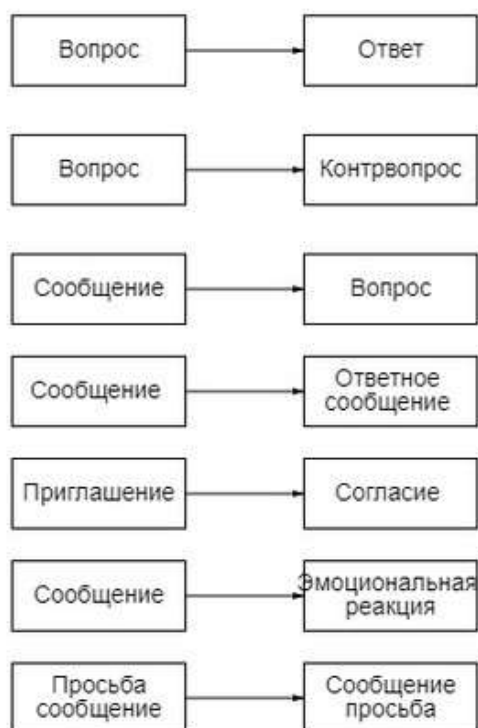 Вопрос Ответ
Вопрос Контрвопрос
Сообщение Вопрос
Сообщение Ответное
сообщение
Приглашение Согласие
Сообщение Эмоциональная
реакция
Просьба Сообщение
сообщение просьба